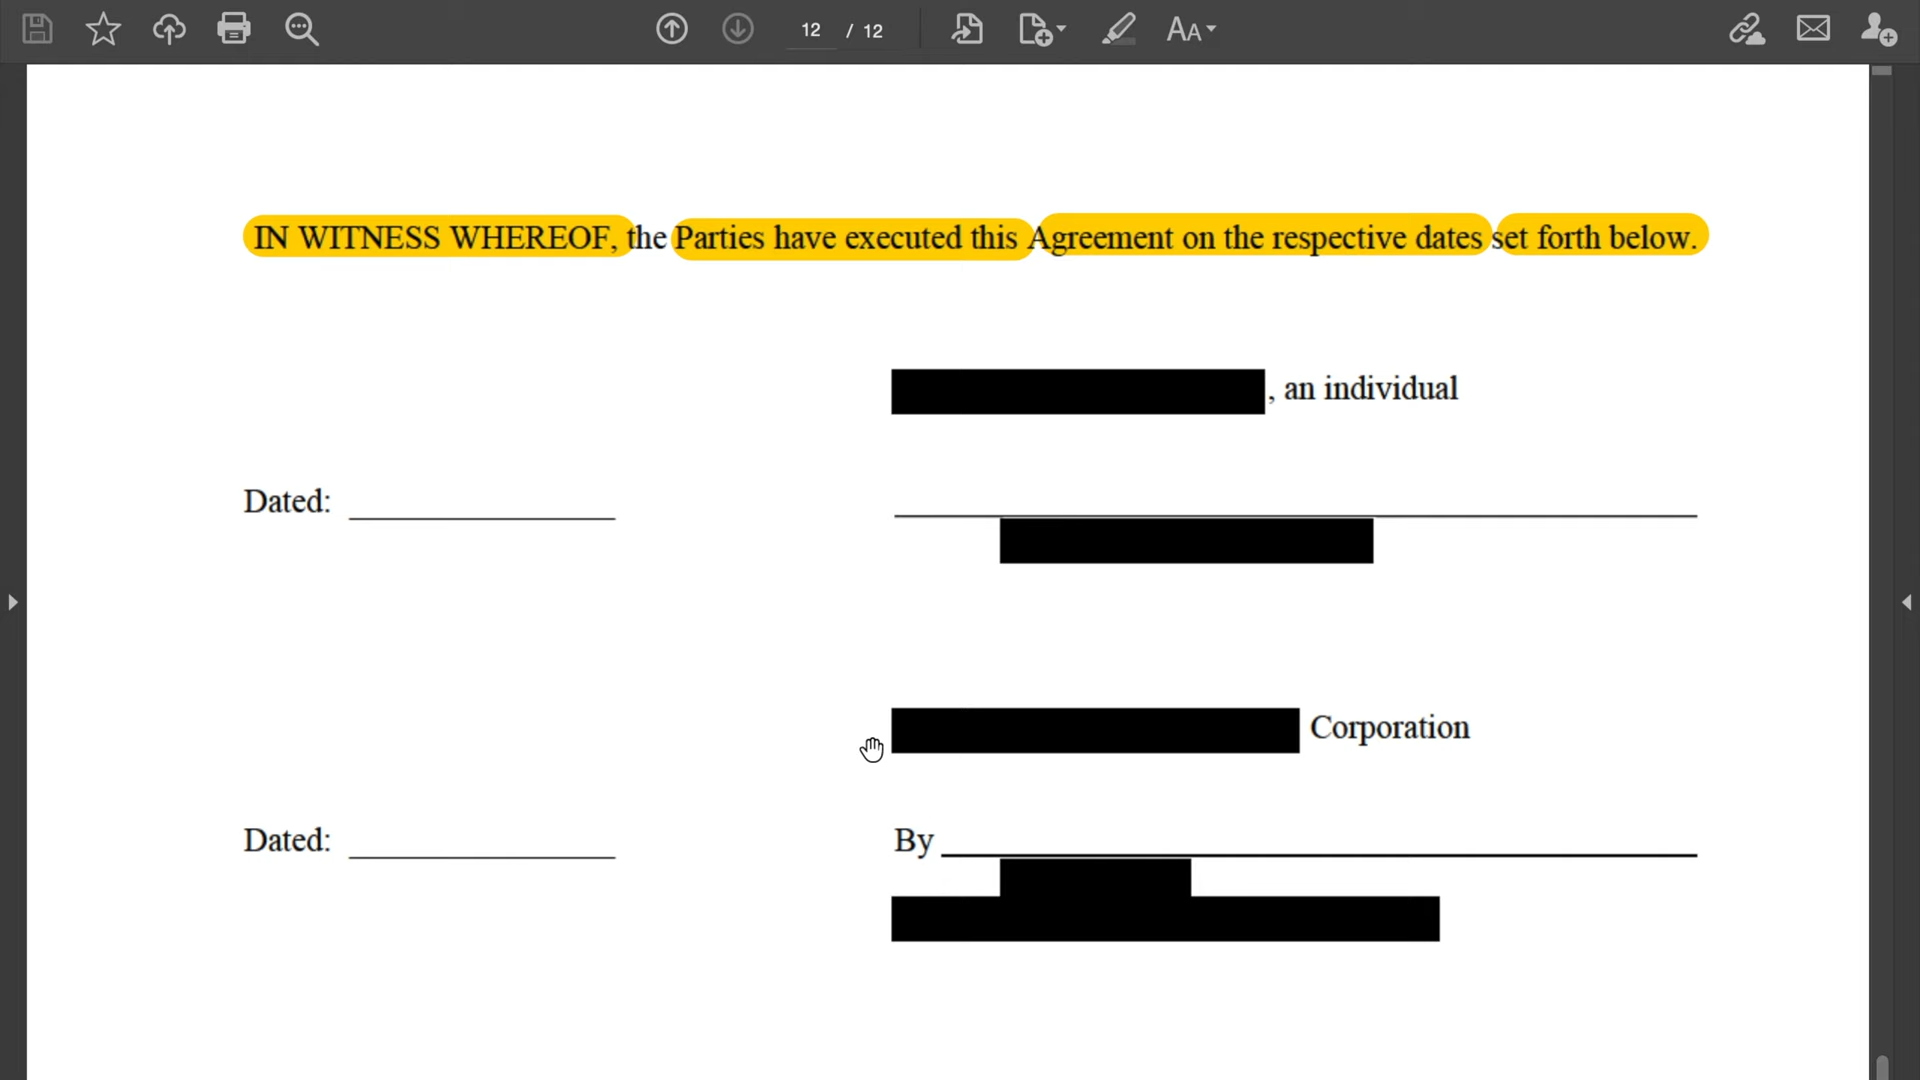 12 / 12
AA
IN WITNESS WHEREOF, the Parties have executed this Agreement on the respective dates set forth below.
, an individual
Dated:
Corporation
Dated:
By